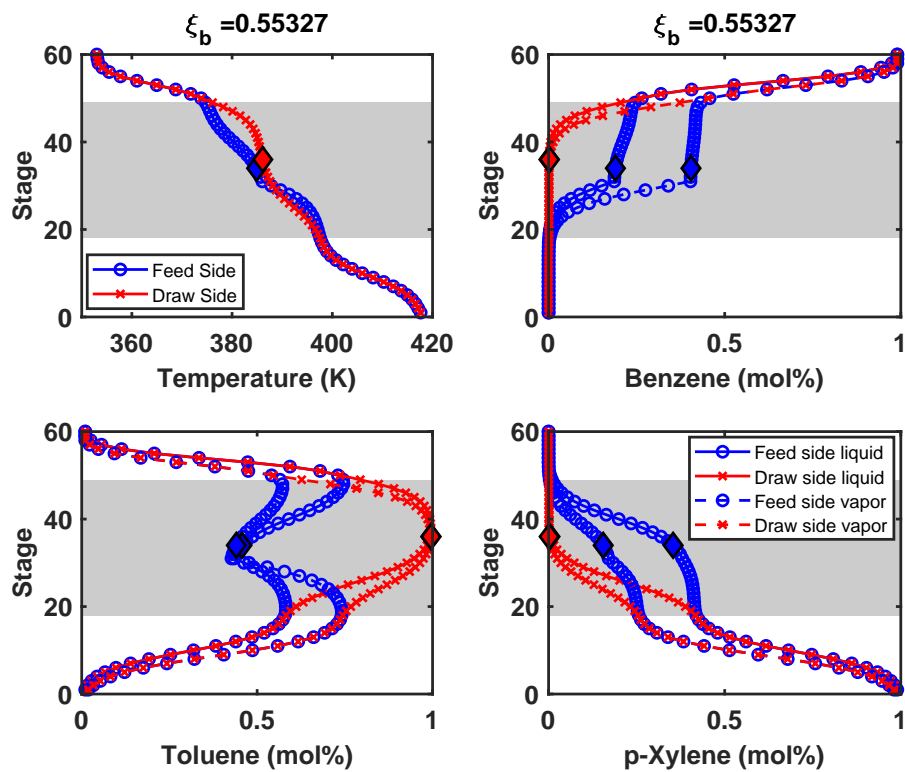 ξb =0.55327
60
40
20
0
Stage
360
380
400
420
Temperature (K)
Feed Side
Draw Side
ξb =0.55327
60
40
20
0
Stage
0
0.5
1
Benzene (mol%)
60
40
20
0
Stage
0
0.5
1
Toluene (mol%)
60
40
20
0
Stage
0
0.5
1
p-Xylene (mol%)
Feed side liquid
Draw side liquid
Feed side vapor
Draw side vapor